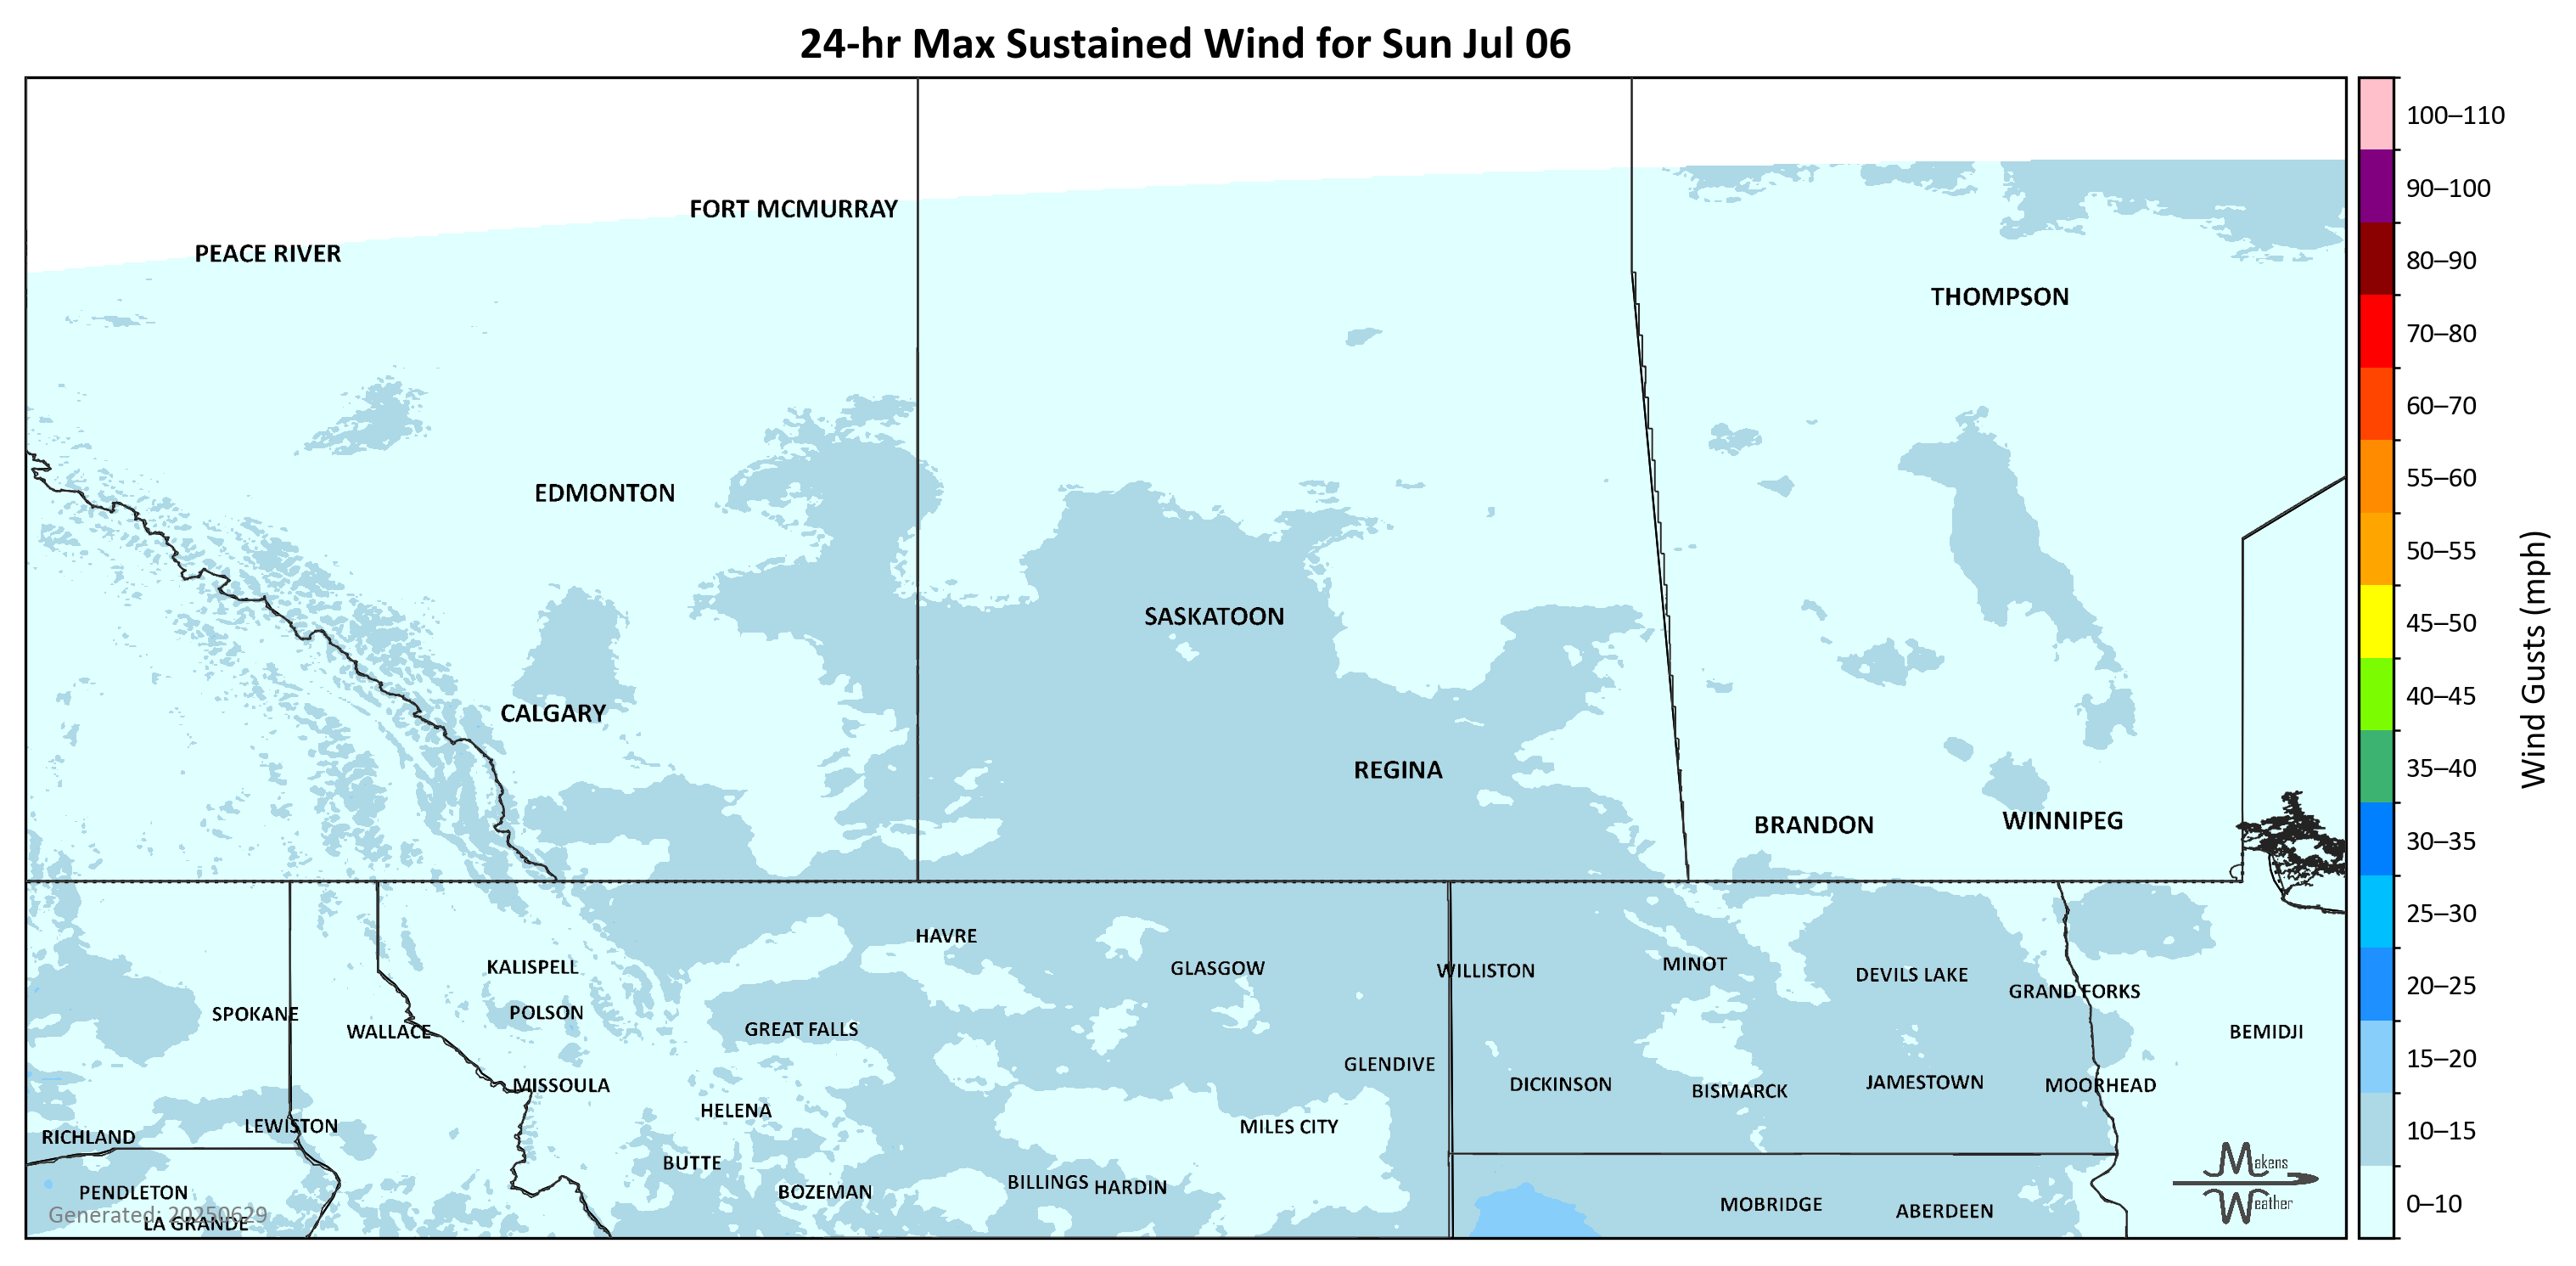 24-hr Max Sustained Wind for Sun Jul 06
100–110
90–100
80–90
70–80
60–70
55–60
50–55
45–50
40–45
35–40
30–35
25–30
20–25
15–20
10–15
0–10
Wind Gusts (mph)
FORT MCMURRAY
PEACE RIVER
THOMPSON
EDMONTON
SASKATOON
CALGARY
REGINA
BRANDON
WINNIPEG
HAVRE
KALISPELL
GLASGOW
WILLISTON
MINOT
DEVILS LAKE
GRAND FORKS
SPOKANE
POLSON
WALLACE
GREAT FALLS
BEMIDJI
GLENDIVE
MISSOULA
DICKINSON
BISMARCK
JAMESTOWN
MOORHEAD
HELENA
LEWISTON
MILES CITY
RICHLAND
BUTTE
BILLINGS
HARDIN
PENDLETON
BOZEMAN
MOBRIDGE
ABERDEEN
Generated: 20250629
LA GRANDE
Makens
Weather